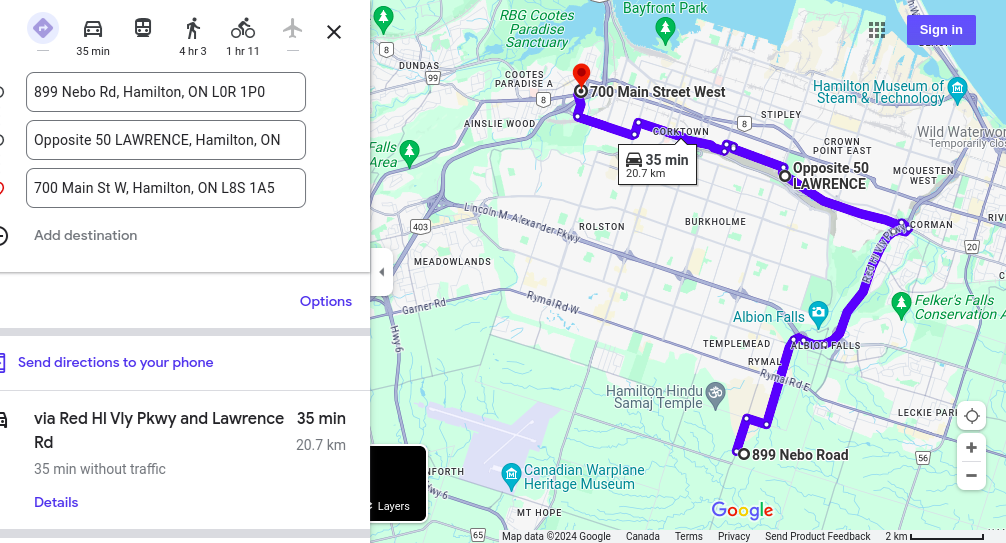 35 min
4 hr 3
1 hr 11
899 Nebo Rd, Hamilton, ON L0R 1P0
Opposite 50 LAWRENCE, Hamilton, ON
700 Main St W, Hamilton, ON L8S 1A5
Add destination
Options
Send directions to your phone
via Red Hl Vly Pkwy and Lawrence
Rd
35 min
20.7 km
35 min without traffic
Details
Sign in
Bayfront Park
RBG Cootes
Paradise
Sanctuary
8
DUNDAS
99
COOTES
PARADISE A
8
700 Main Street West
Hamilton Museum of
Steam & Technology
AINSLIE WOOD
CORKTOWN
8
STIPLEY
CROWN
POINT EAST
Wild Waterwor
Temporarily clos
Falls
Area
35 min
20.7 km
Opposite 50
LAWRENCE
MCQUESTEN
WEST
403
Lincoln M. Alexander Pkwy
ROLSTON
BURKHOLME
CORMAN
RIV
20
Red Hill Vly Pkwy
MEADOWLANDS
Garner Rd
Rymal Rd W
Hwy 6
Albion Falls
Felker's Falls
Conservation A
TEMPLEMEAD
ALBION FALLS
RYMAL
Rymal Rd E
Hamilton Hindu
Samaj Temple
LECKIE PARK
899 Nebo Road
56
NFORTH
Canadian Warplane
Heritage Museum
Hwy 6
Layers
MT HOPE
Google
65
Map data ©2024 Google
Canada
Terms
Privacy
Send Product Feedback
2 km